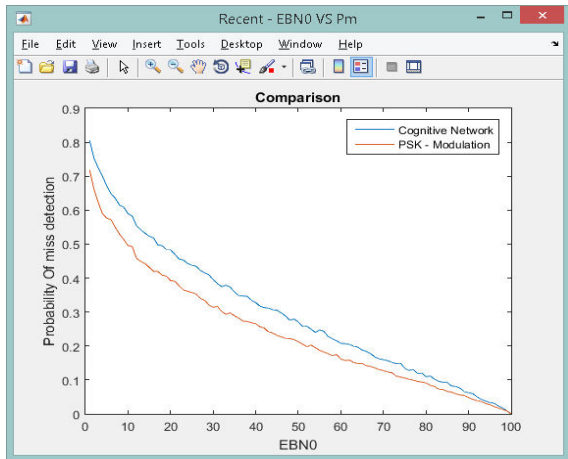 Recent - EBN0 VS Pm
File Edit View Insert Tools Desktop Window Help
Comparison
Cognitive Network
PSK - Modulation
Probability Of miss detection
0.9
0.8
0.7
0.6
0.5
0.4
0.3
0.2
0.1
0
0 10 20 30 40 50 60 70 80 90 100
EBN0